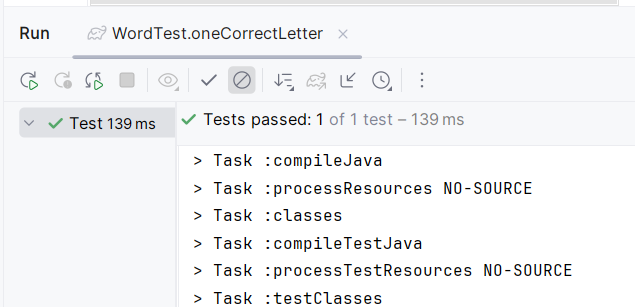 Run WordTest.oneCorrectLetter
Test 139 ms
Tests passed: 1 of 1 test – 139 ms
> Task :compileJava
> Task :processResources NO-SOURCE
> Task :classes
> Task :compileTestJava
> Task :processTestResources NO-SOURCE
> Task :testClasses